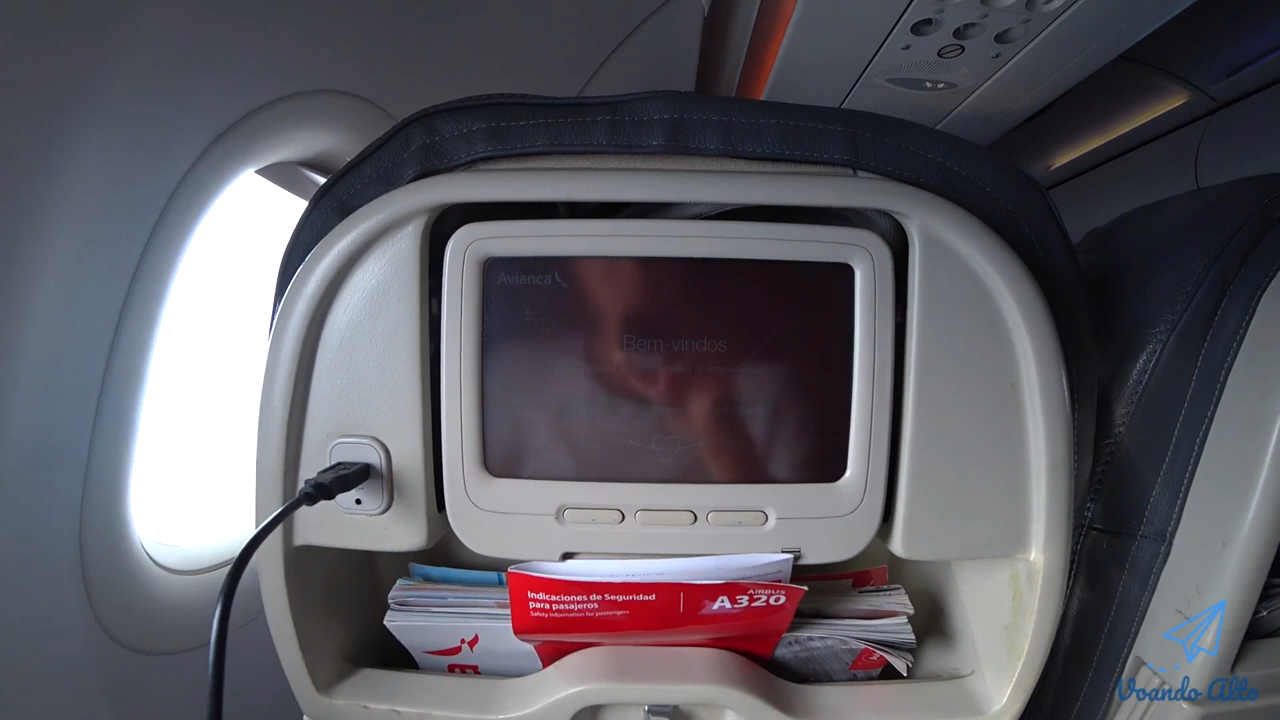 Avianca
Bem-vindos
Indicaciones de Seguridad
para pasajeros
Safety information for passengers
AIRBUS
A320
Voando Alto